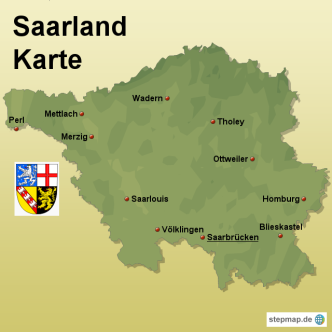 Saarland
Karte
Wadern
Mettlach
Perl
Tholey
Merzig
Ottweiler
Saarlouis
Homburg
Völklingen
Blieskastel
Saarbrücken
stepmap.de